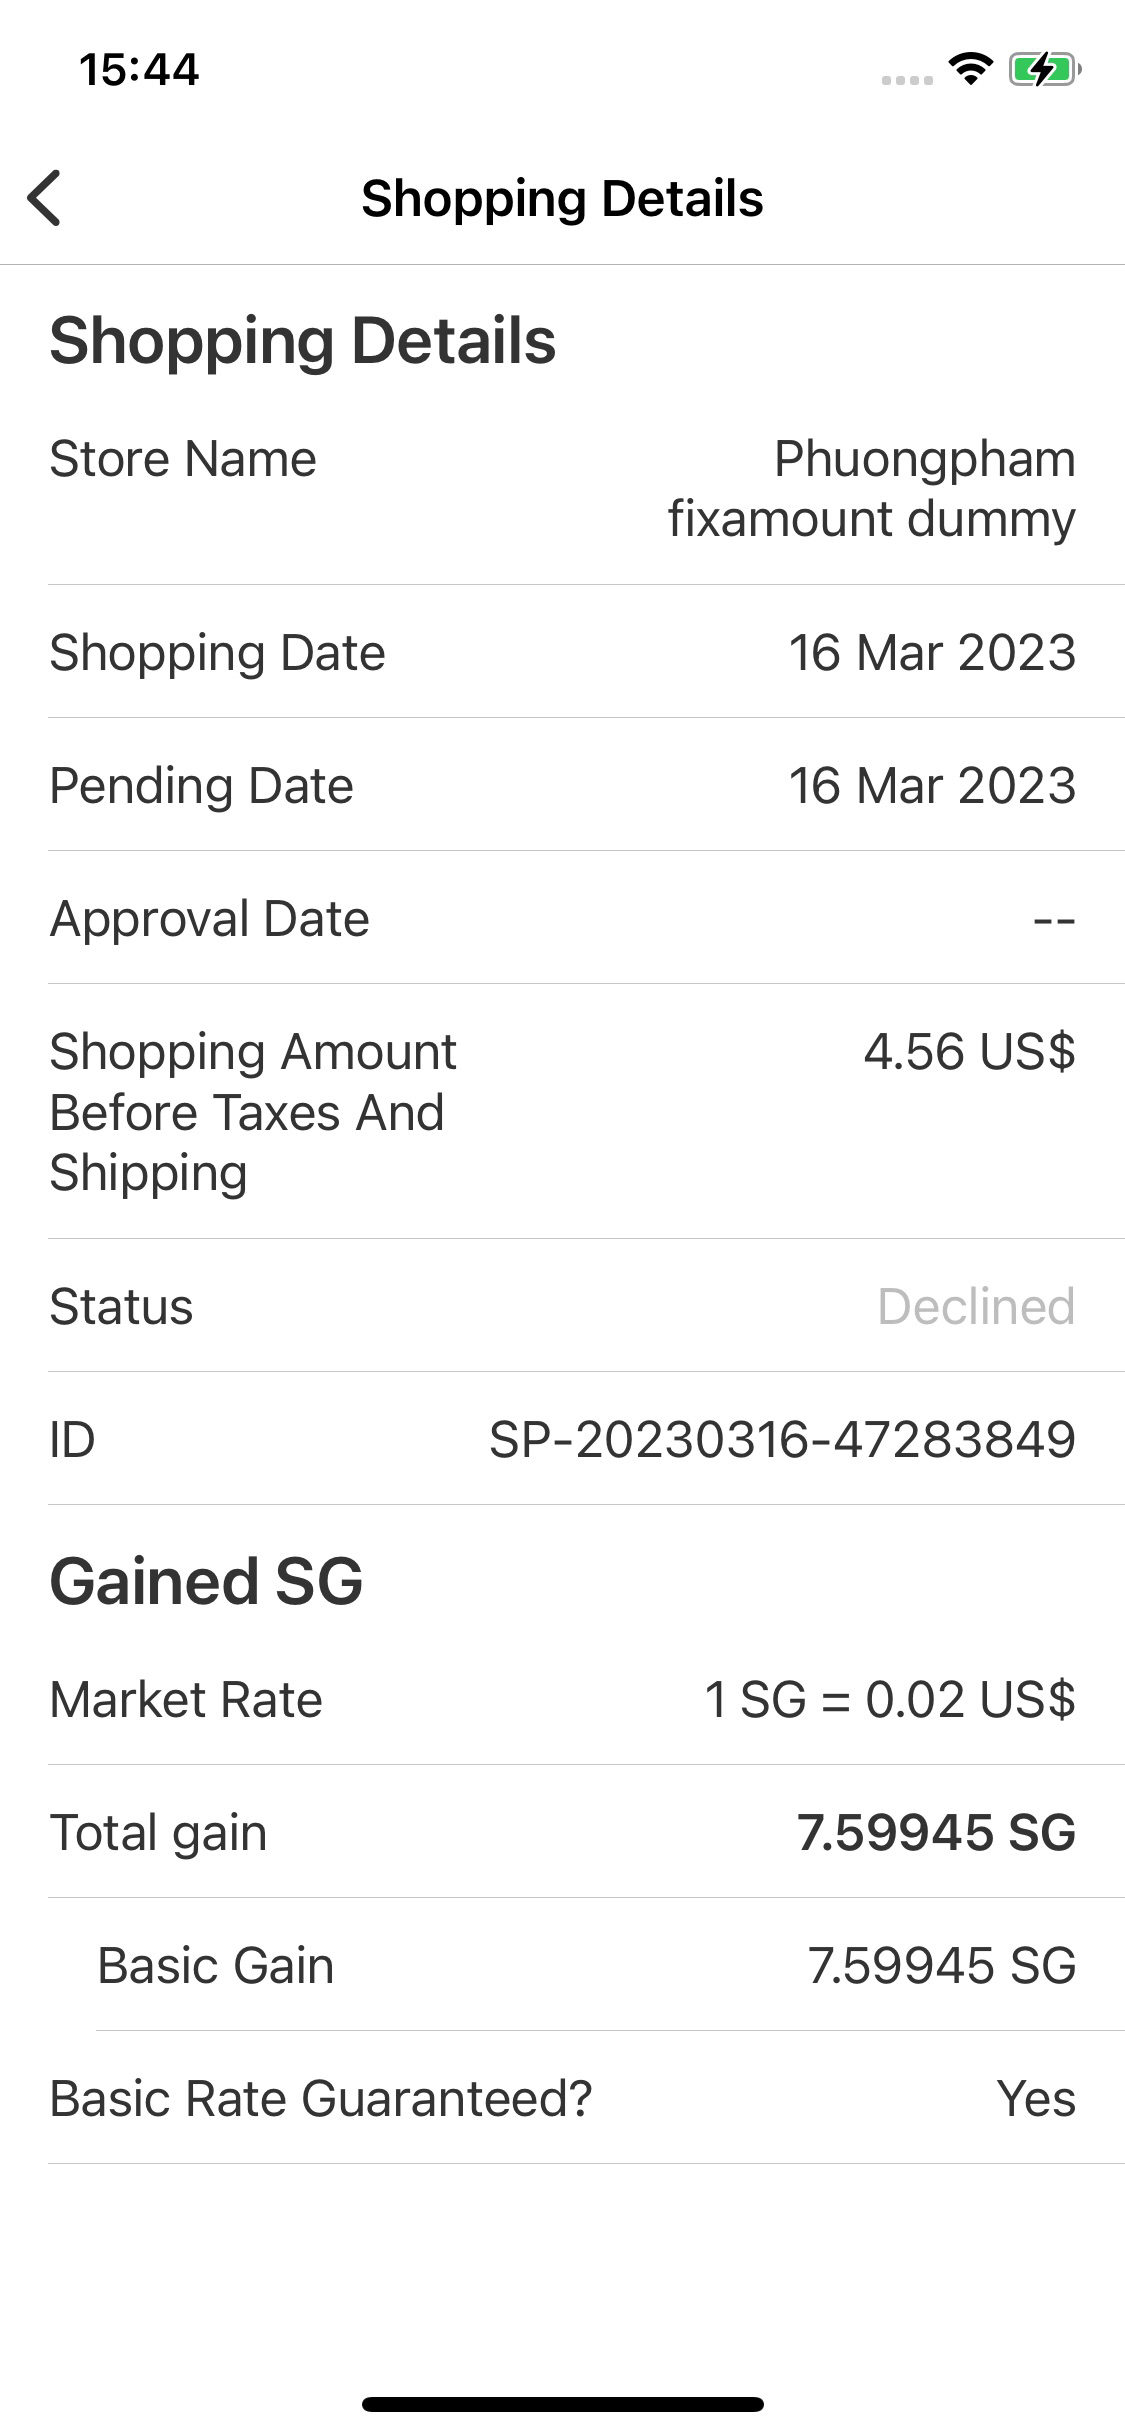 15:44
Shopping Details
Shopping Details
Store Name
Phuongpham
fixamount dummy
Shopping Date
16 Mar 2023
Pending Date
16 Mar 2023
Approval Date
--
Shopping Amount
Before Taxes And
Shipping
4.56 US$
Status
Declined
ID
SP-20230316-47283849
Gained SG
Market Rate
1 SG = 0.02 US$
Total gain
7.59945 SG
Basic Gain
7.59945 SG
Basic Rate Guaranteed?
Yes